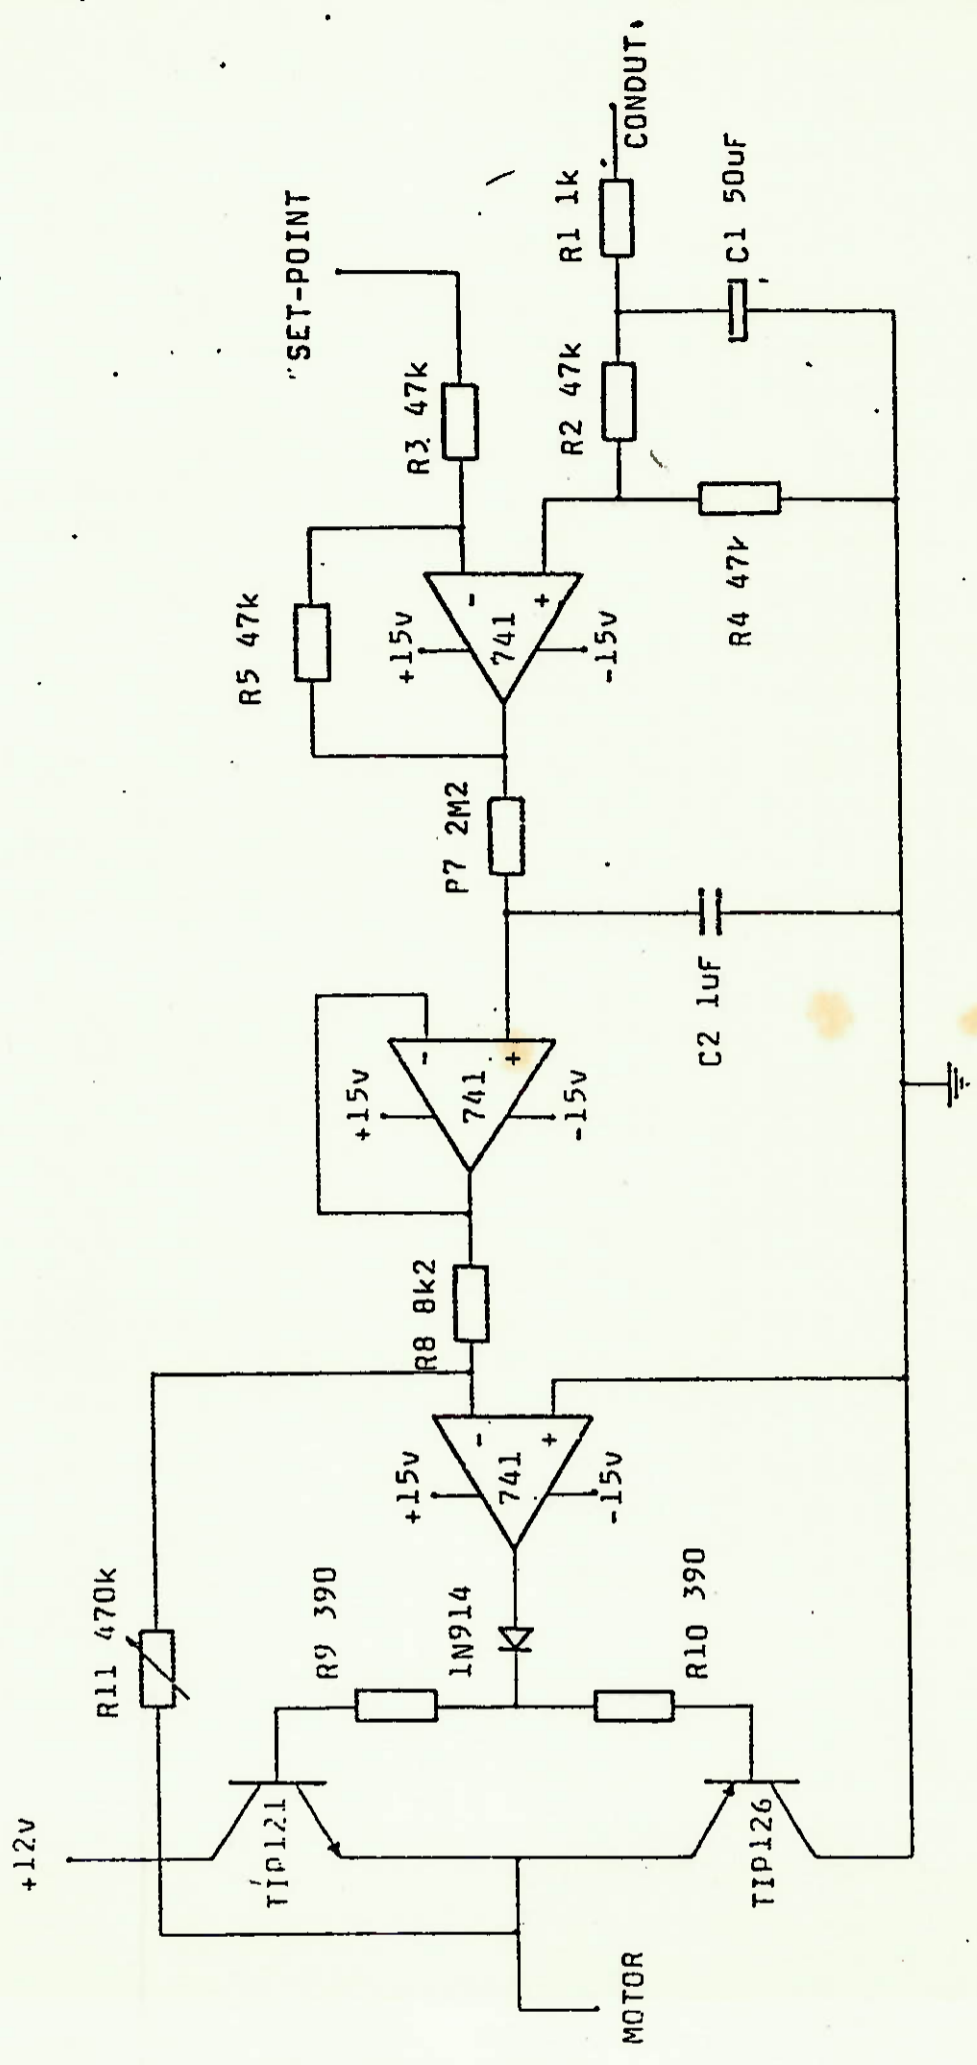 "SET-POINT
CONDUT.
R1 1k
C1 50uF
R3 47k
R2 47k
R4 47k
R5 47k
+15v
-
741
+
-15v
P7 2M2
C2 1uF
+15v
-
741
+
-15v
R8 8k2
+15v
-
741
+
-15v
R11 470k
R9 390
1N914
R10 390
+12v
TIP121
TIP126
MOTOR